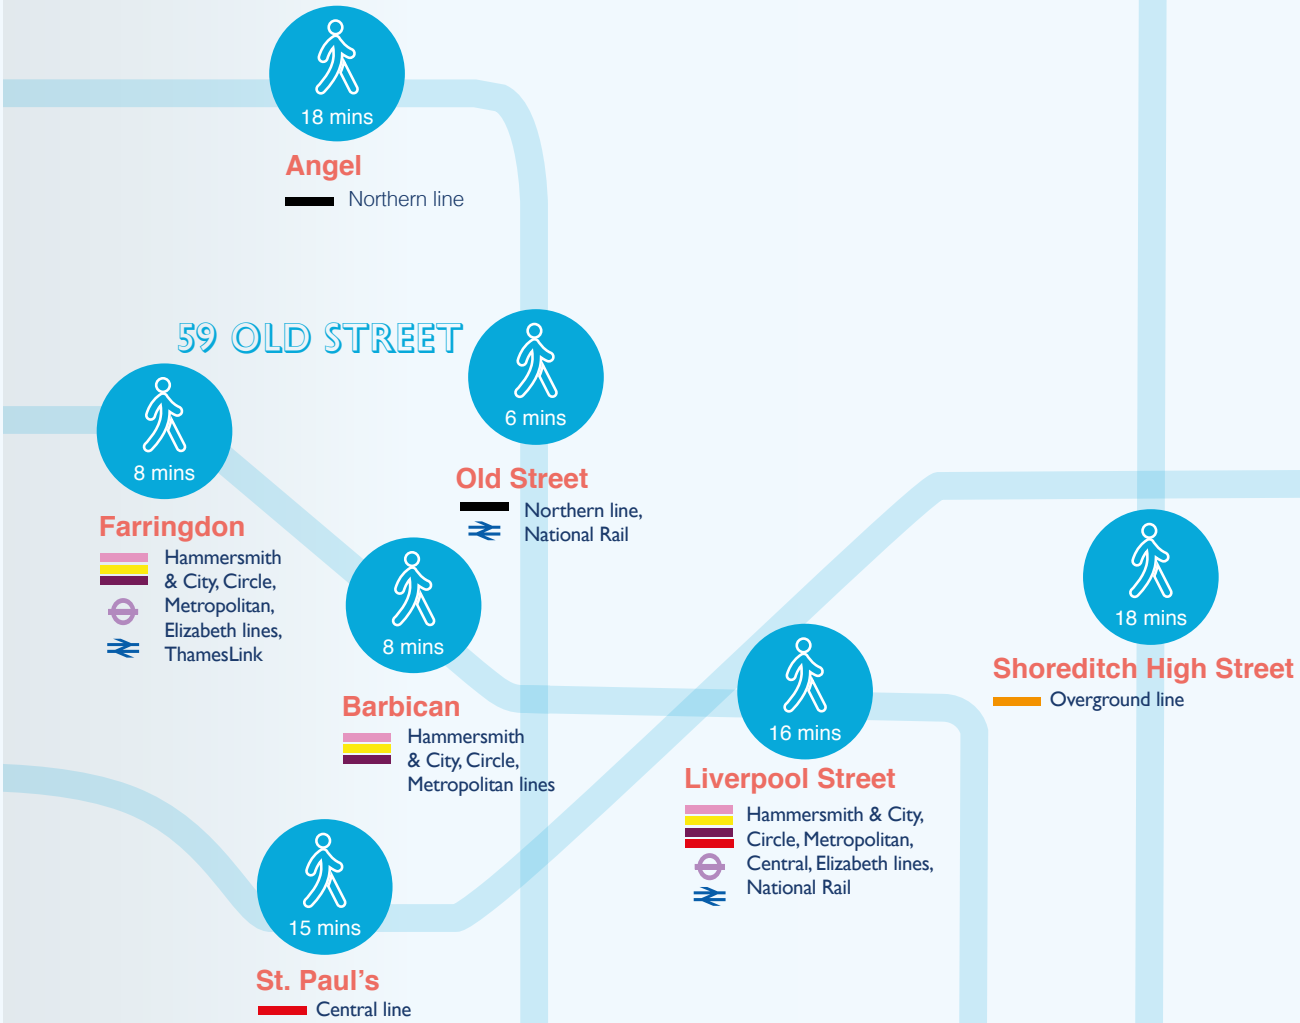 18 mins
Angel
Northern line
59 OLD STREET
6 mins
8 mins
Old Street
Northern line,
National Rail
Farringdon
Hammersmith
& City, Circle,
Metropolitan,
Elizabeth lines,
ThamesLink
8 mins
Barbican
Hammersmith
& City, Circle,
Metropolitan lines
18 mins
Shoreditch High Street
Overground line
16 mins
Liverpool Street
Hammersmith & City,
Circle, Metropolitan,
Central, Elizabeth lines,
National Rail
15 mins
St. Paul's
Central line